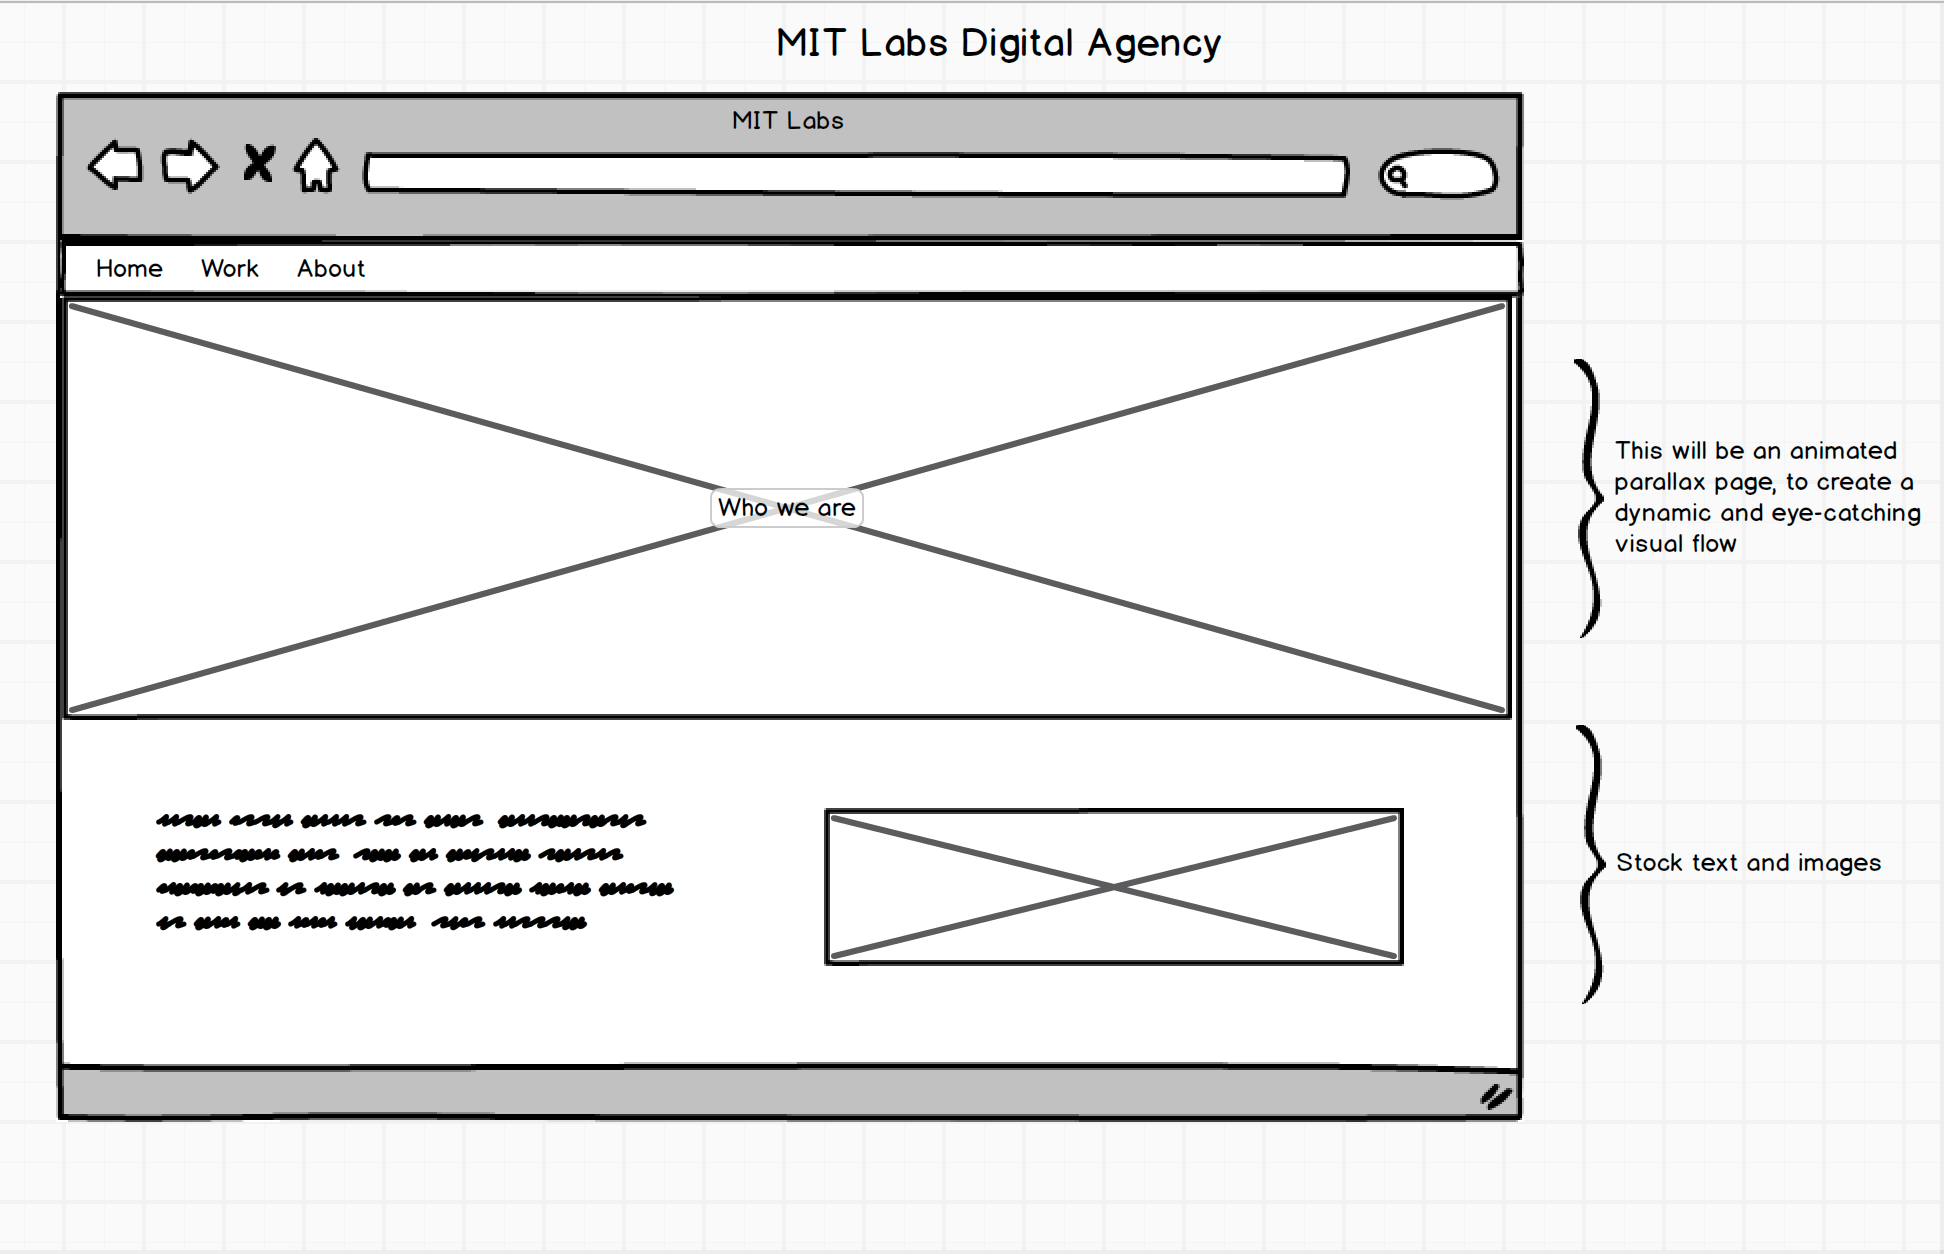 MIT Labs Digital Agency
MIT Labs
Home Work About
Who we are
This will be an animated
parallax page, to create a
dynamic and eye-catching
visual flow
Stock text and images